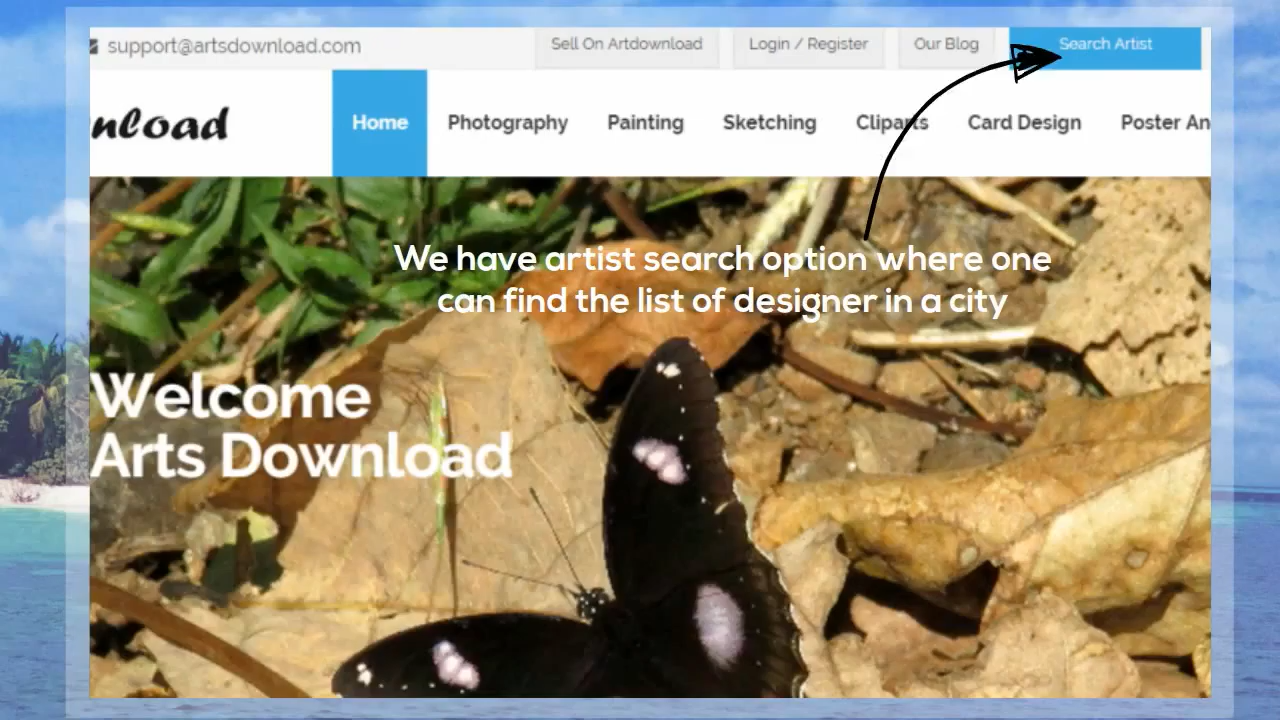 support@artsdownload.com
Sell On Artdownload
Login / Register
Our Blog
Search Artist
nload
Home
Photography
Painting
Sketching
Cliparts
Card Design
Poster An
We have artist search option where one
can find the list of designer in a city
Welcome
Arts Download